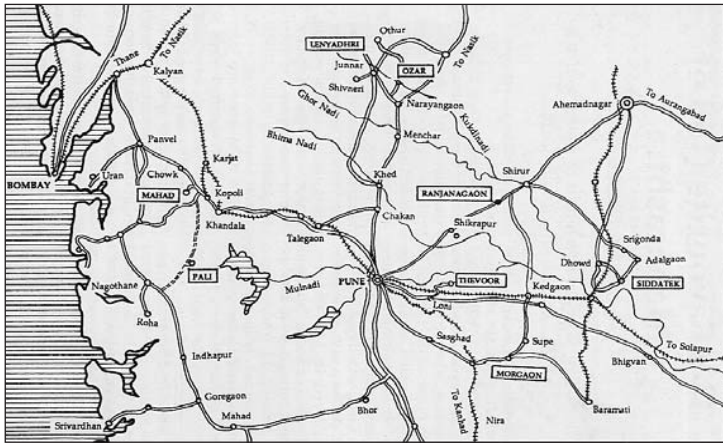 Othur
LENYADHRI
To Nasik
Thane
Junnar
OZAR
To Nasik
Kalyan
Shivneri
To Aurangabad
Ahemadnagar
Ghor Nadi
Narayangaon
Kukdinadi
Menchar
Bhima Nadi
Panvel
Karjat
Khed
Shirur
BOMBAY
Uran
Chowk
MAHAD
Kopoli
RANJANAGAON
Chakan
Shikrapur
Khandala
Talegaon
Srigonda
Dhowd
Adalgaon
PALI
Nagothane
Mulnadi
PUNE
THEVOOR
Kedgaon
SIDDATEK
Loni
Roha
Sasghad
Supe
To Solapur
Indhapur
MORGAON
Bhigvan
Goregaon
To Kanhad
Baramati
Srivardhan
Mahad
Bhor
Nira